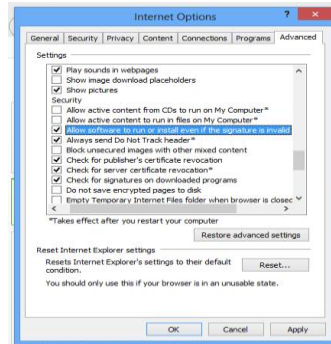 Internet Options
?
General Security Privacy Content Connections Programs Advanced
Settings
Play sounds in webpages
Show image download placeholders
Show pictures
Security
Allow active content from CDs to run on My Computer*
Allow active content to run in files on My Computer*
Allow software to run or install even if the signature is invalid
Always send Do Not Track header*
Block unsecured images with other mixed content
Check for publisher's certificate revocation
Check for server certificate revocation*
Check for signatures on downloaded programs
Do not save encrypted pages to disk
Empty Temporary Internet Files folder when browser is closed
*Takes effect after you restart your computer
Restore advanced settings
Reset Internet Explorer settings
Resets Internet Explorer's settings to their default
condition.
Reset...
You should only use this if your browser is in an unusable state.
OK Cancel Apply